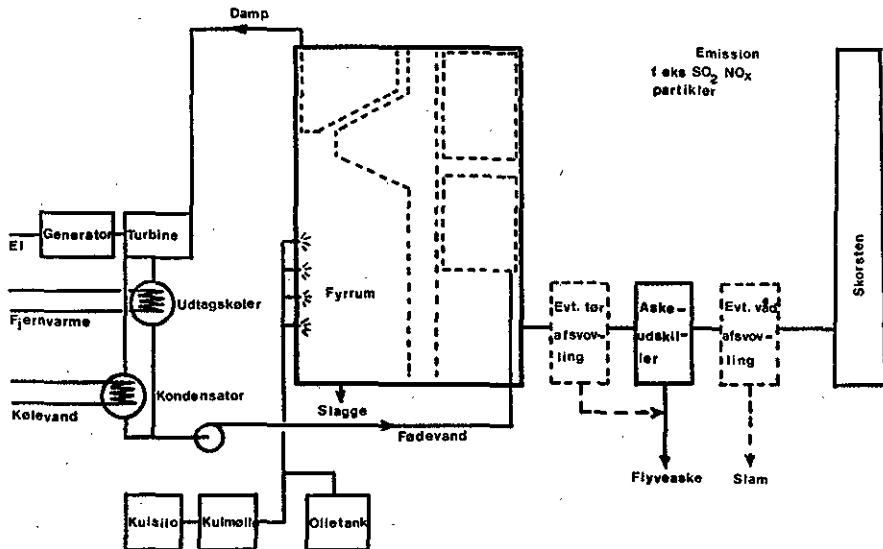 Damp
Emission
f eks SO₂ NOx
partikler
El
Generator
Turbine
Skorsten
Udtagskøler
Fyrrum
Fjernvarme
Evt. tør
afsvov-
ling
Aske-
udskil-
ler
Evt. våd
afsvov-
ling
Kondensator
Kølevand
Slagge
Fødevand
Flyveaske
Slam
Kulsilo
Kulmølle
Olietank